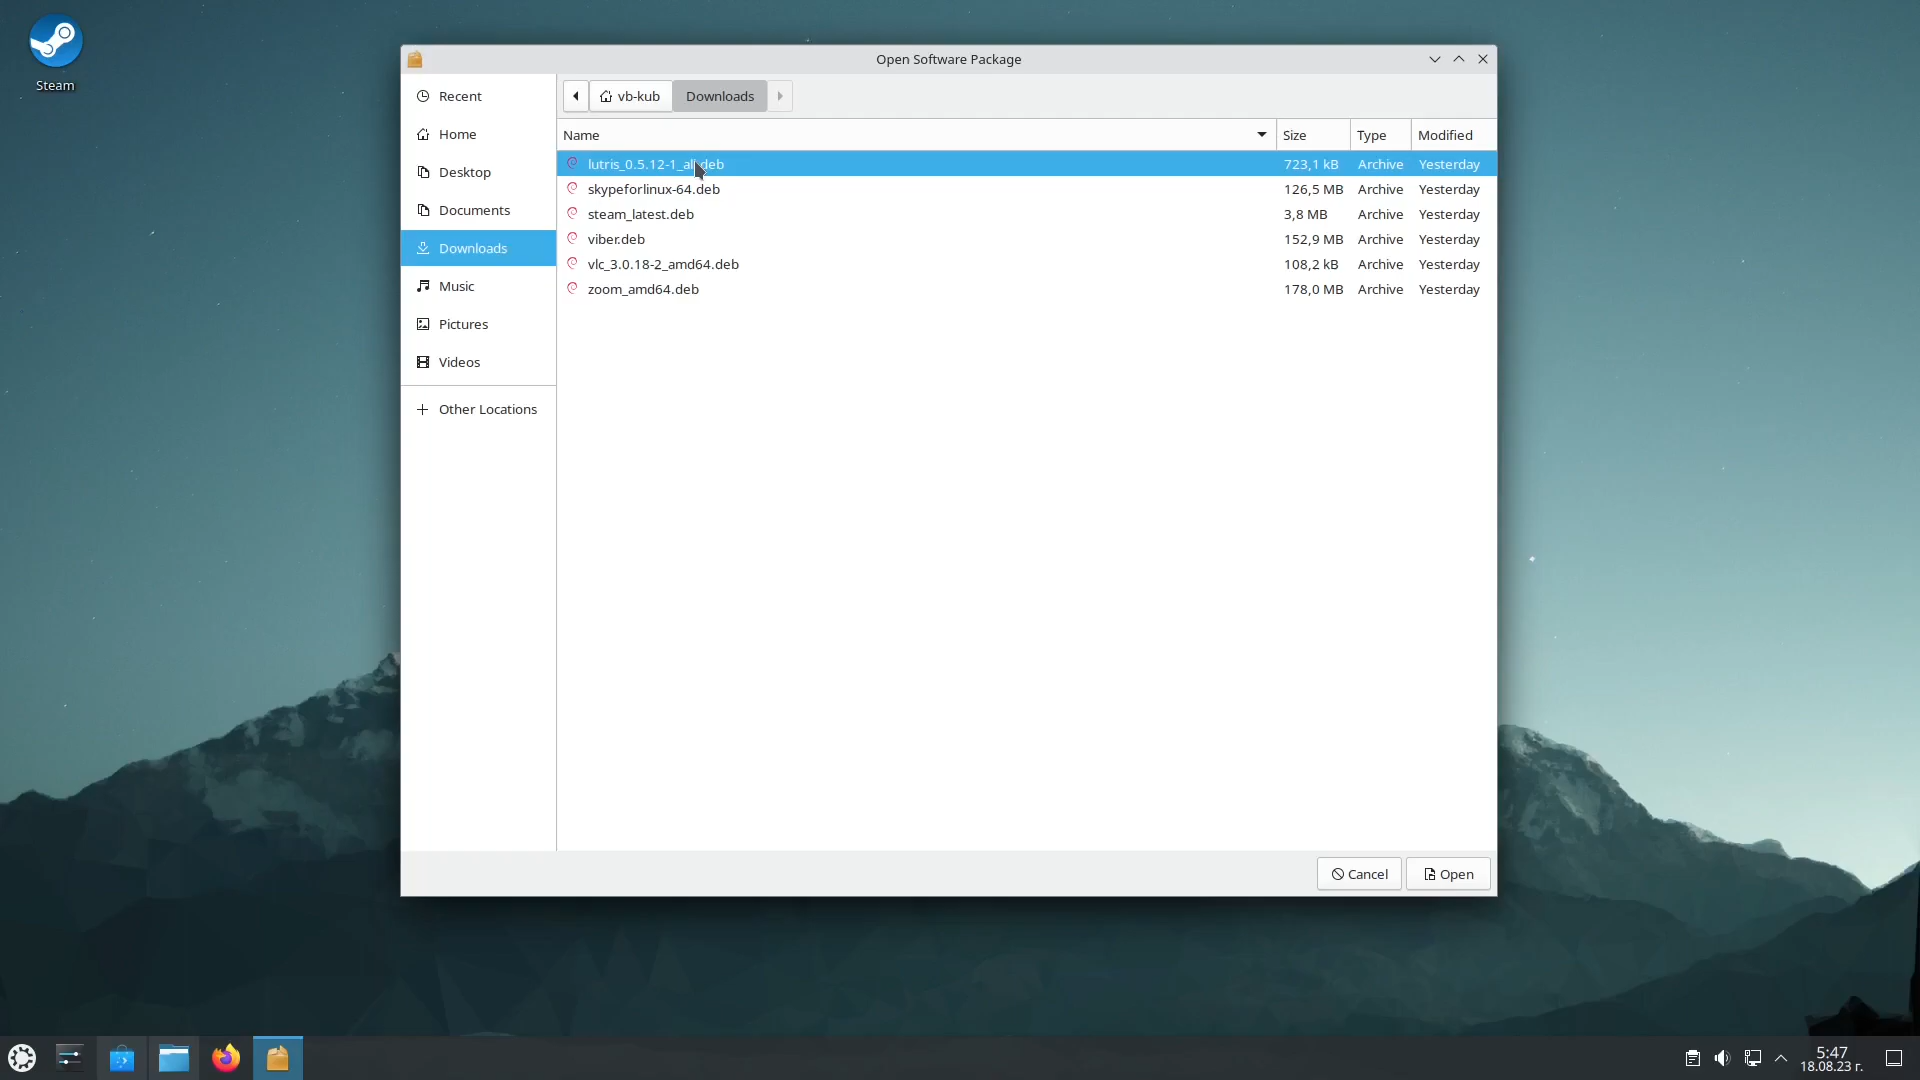 Steam
Open Software Package
Recent
Home
Desktop
Documents
Downloads
Music
Pictures
Videos
Other Locations
vb-kub Downloads
Name Size Type Modified
lutris_0.5.12-1_all.deb 723,1 kB Archive Yesterday
skypeforlinux-64.deb 126,5 MB Archive Yesterday
steam_latest.deb 3,8 MB Archive Yesterday
viber.deb 152,9 MB Archive Yesterday
vlc_3.0.18-2_amd64.deb 108,2 kB Archive Yesterday
zoom_amd64.deb 178,0 MB Archive Yesterday
Cancel Open
5:47
18.08.23 г.